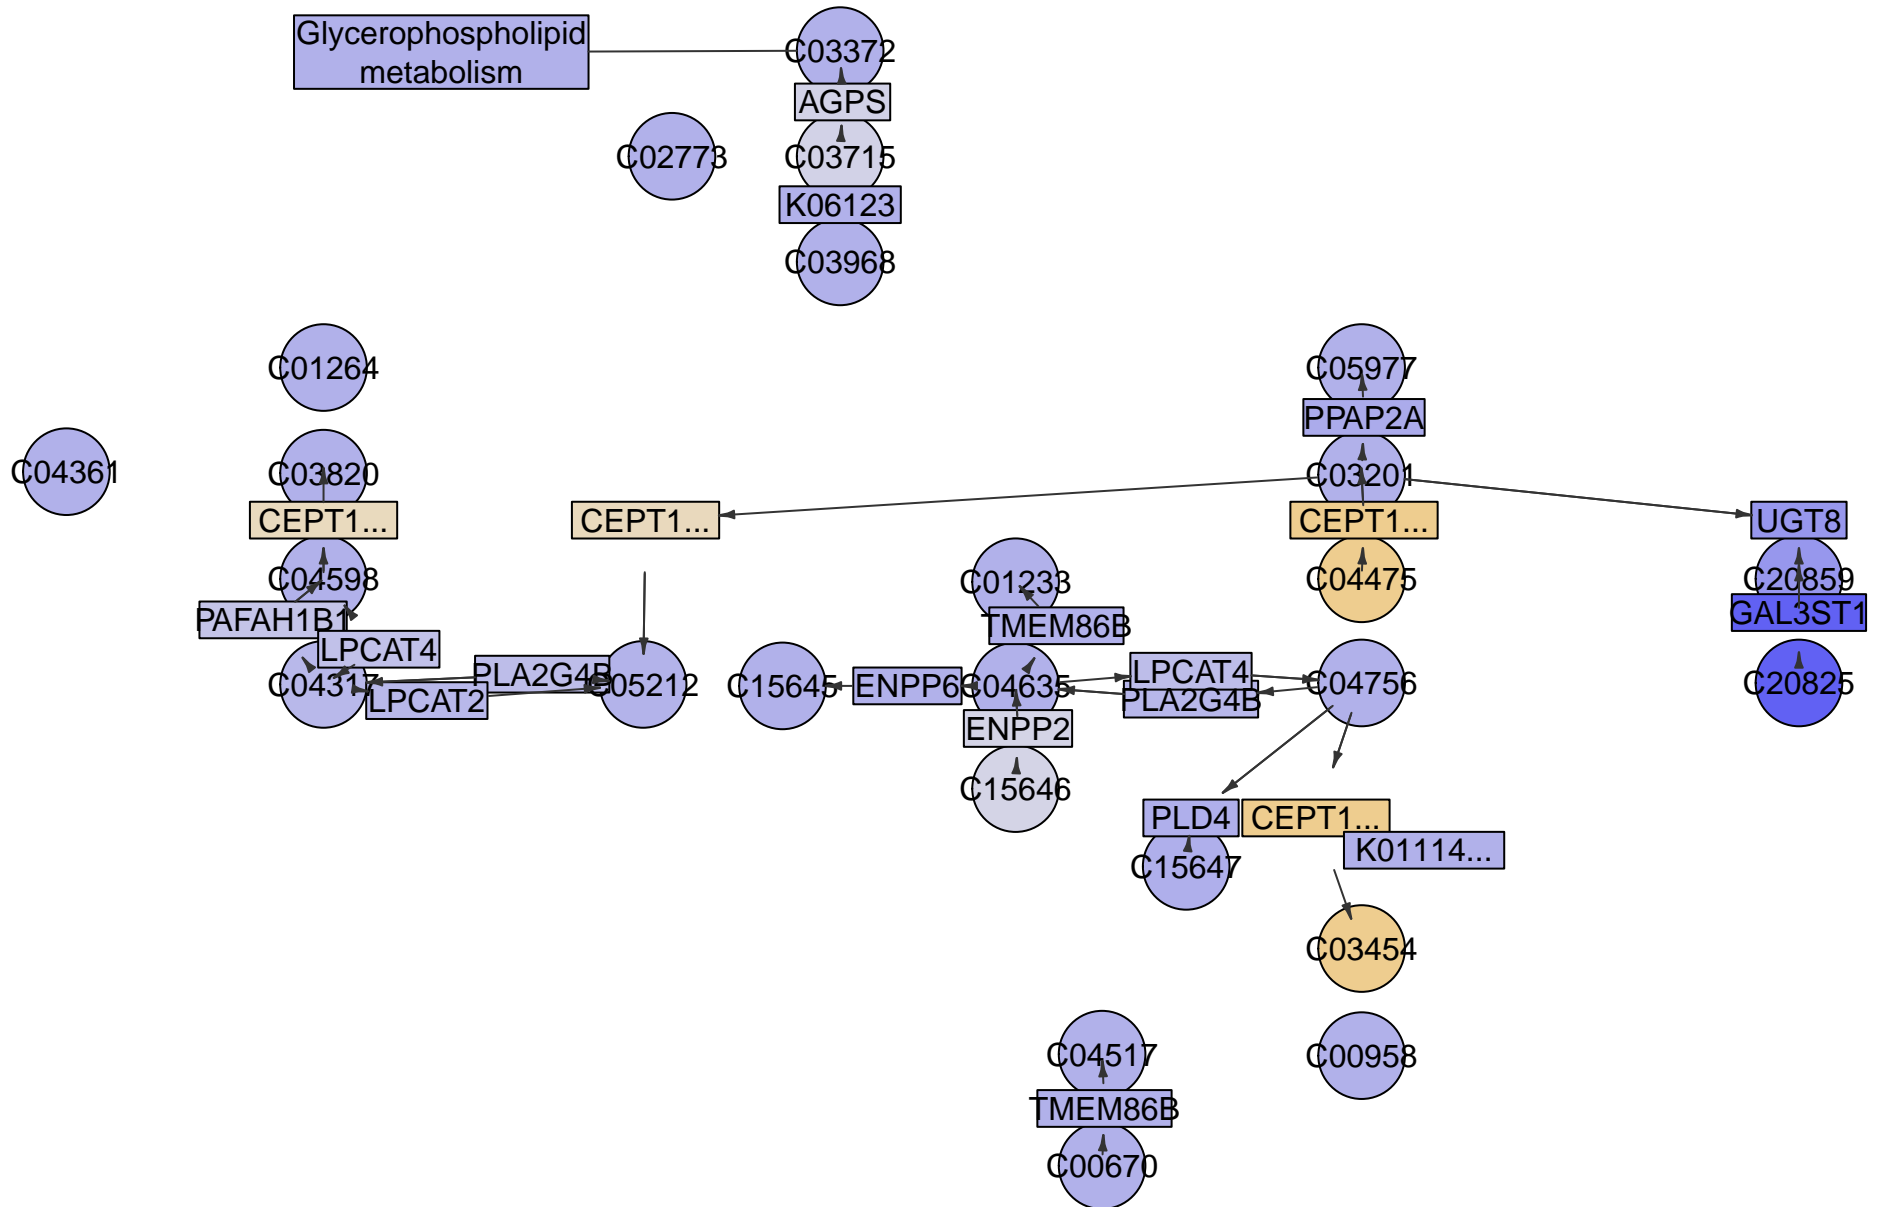 Glycerophospholipid
metabolism
C03372
AGPS
C02773
C03715
K06123
C03968
C01264
C05977
PPAP2A
C04361
C03820
C03201
CEPT1...
CEPT1...
CEPT1...
UGT8
C04598
C01233
C04475
C20859
PAFAH1B1
TMEM86B
GAL3ST1
LPCAT4
C04317
PLA2G4B
LPCAT2
C05212
C15645
ENPP6
C04635
LPCAT4
PLA2G4B
C04756
C20825
ENPP2
C15646
PLD4
CEPT1...
K01114...
C15647
C03454
C04517
C00958
TMEM86B
C00670